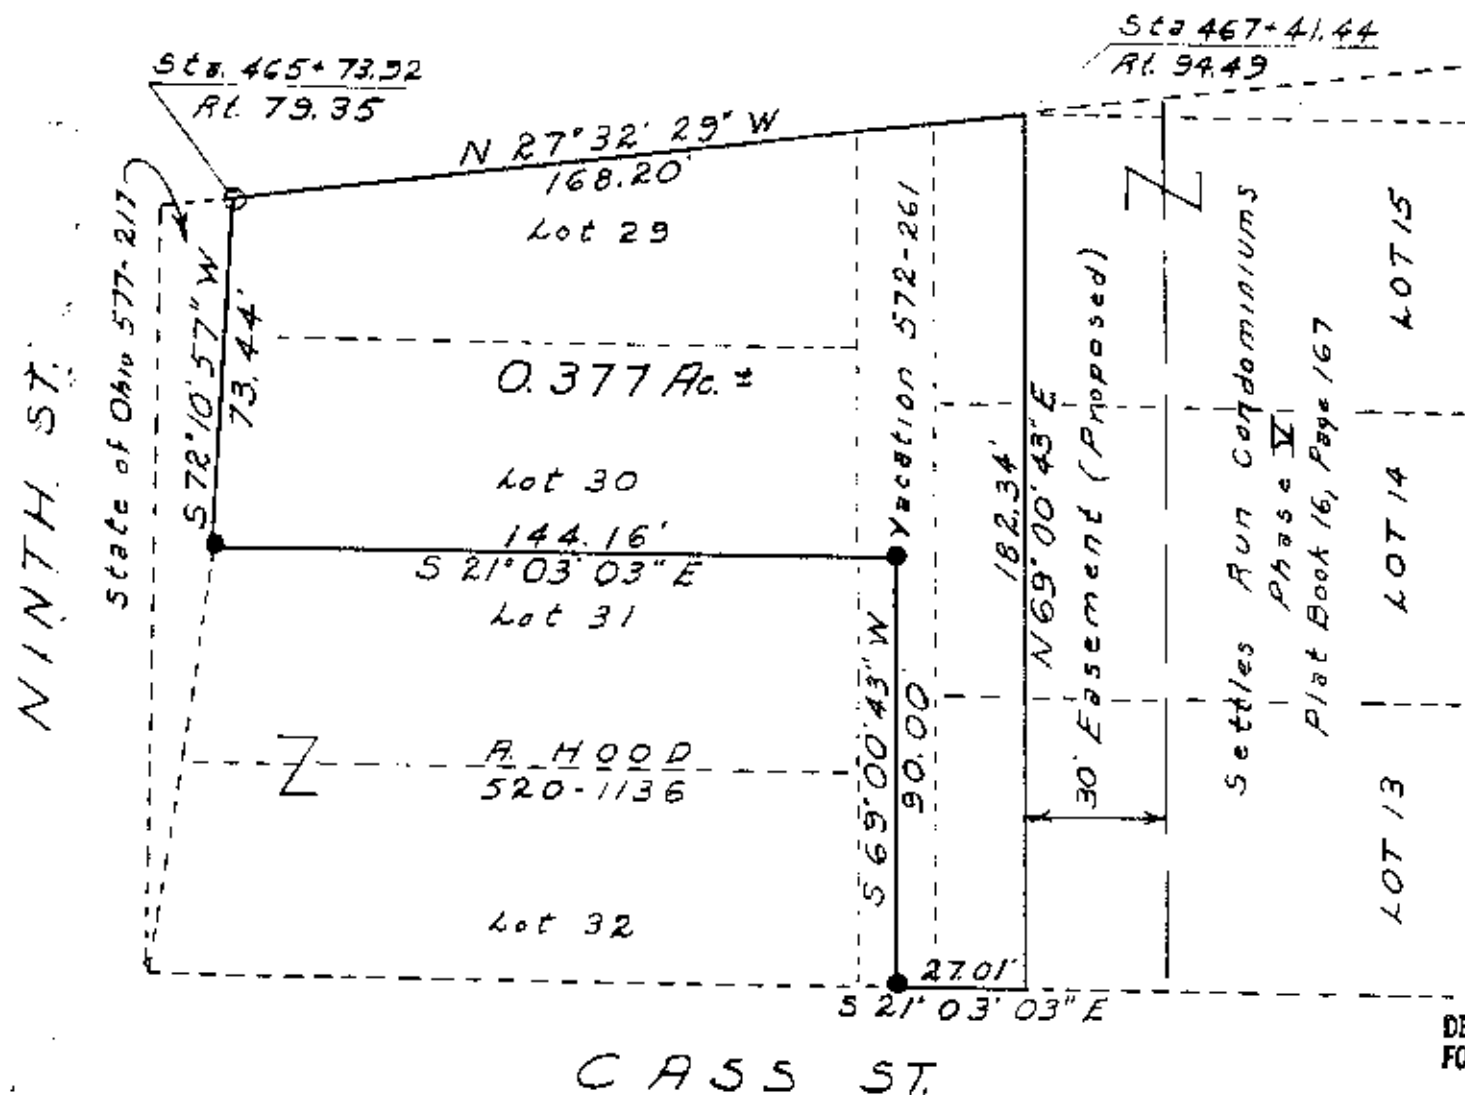 Sta 467+41.44
Rt. 94.49
Sta. 465+73.92
Rt. 79.35
N 27° 32' 29" W
168.20'
Lot 29
State of Ohio 577-217
S 72° 10' 57" W
73.44'
0.377 Ac. ±
Lot 30
144.16'
S 21° 03' 03" E
Lot 31
NINTH ST.
A. HOOD
520-1136
Lot 32
Vacation 572-261
S 69° 00' 43" W
90.00
182.34'
N 69° 00' 43" E
30' Easement (Proposed)
Settles Run Condominiums
Phase V
Plat Book 16, Page 167
LOT 15
LOT 14
LOT 13
27.01'
S 21° 03' 03" E
CASS ST.